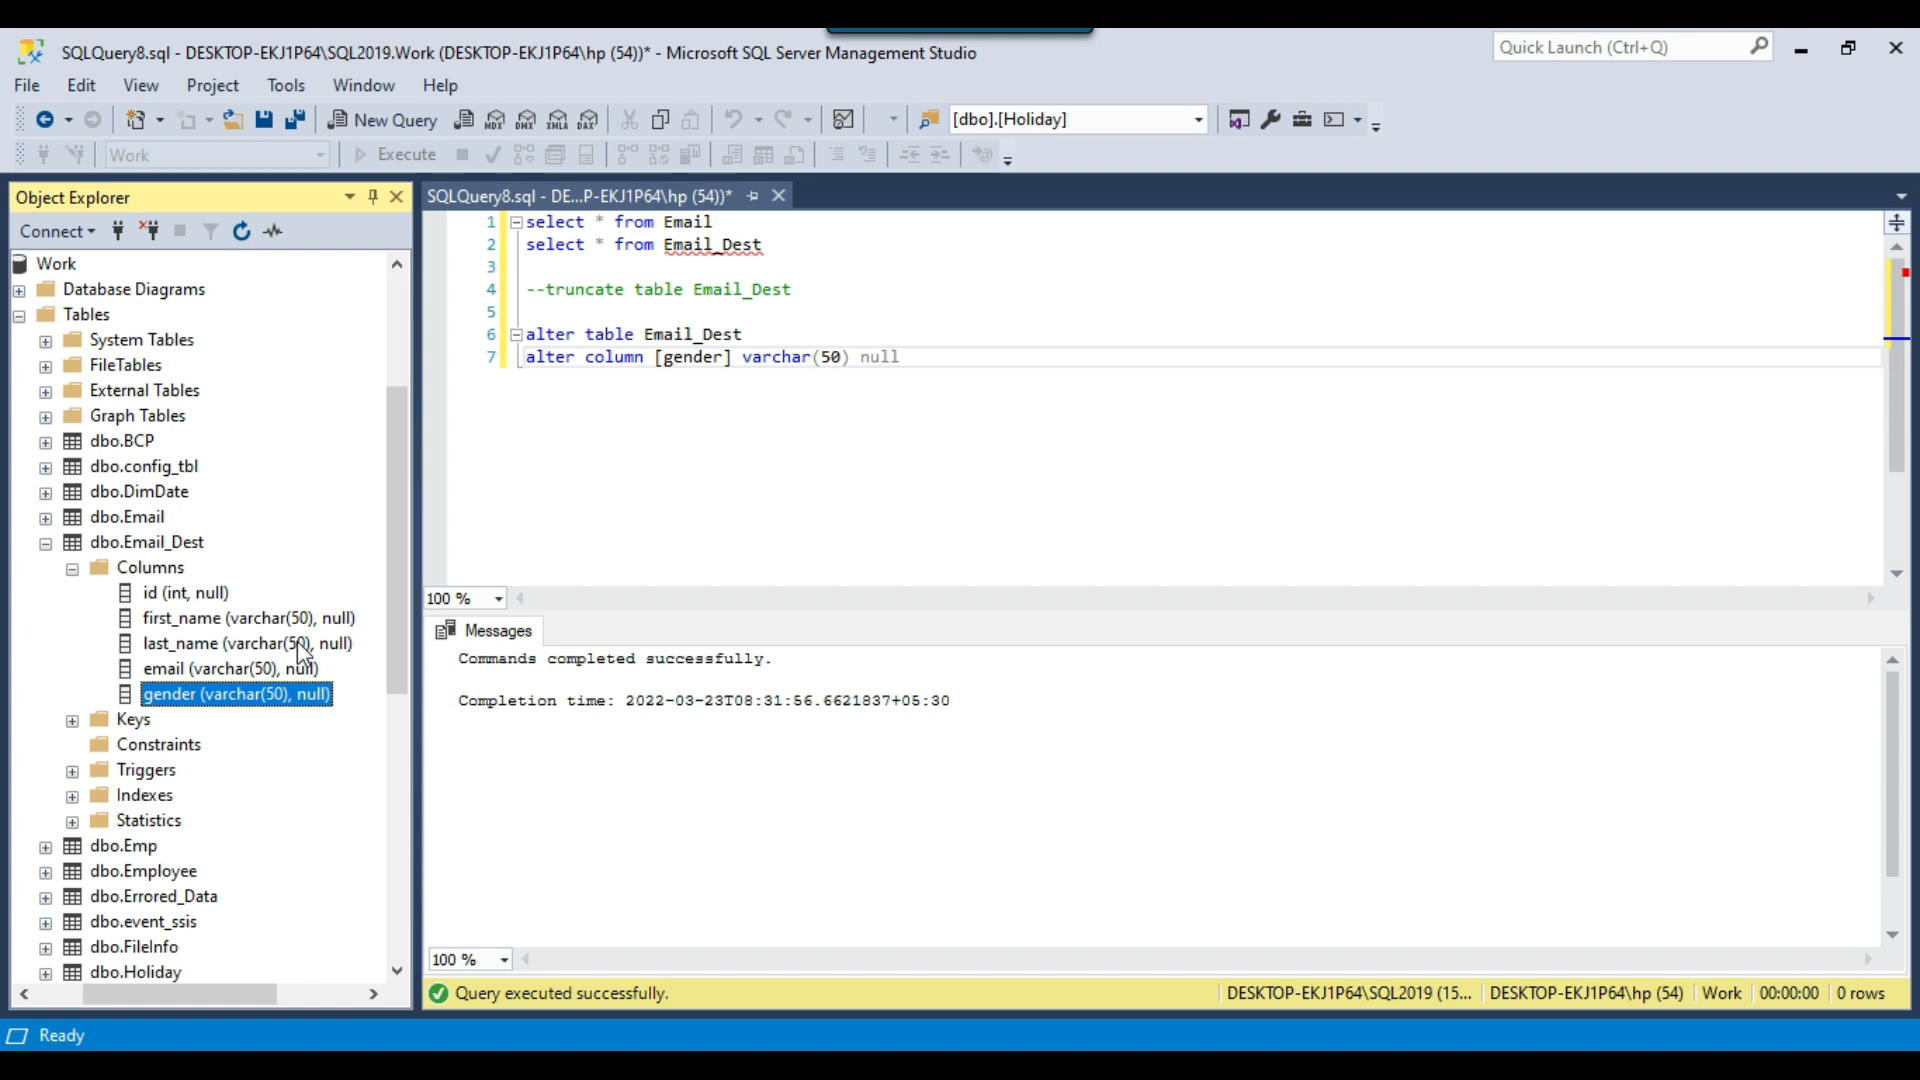 SQLQuery8.sql - DESKTOP-EKJ1P64\SQL2019.Work (DESKTOP-EKJ1P64\hp (54))* - Microsoft SQL Server Management Studio
Quick Launch (Ctrl+Q)
File Edit View Project Tools Window Help
New Query MDX DMX XMLA DAX [dbo].[Holiday]
Work Execute
Object Explorer
Connect
Work
Database Diagrams
Tables
System Tables
FileTables
External Tables
Graph Tables
dbo.BCP
dbo.config_tbl
dbo.DimDate
dbo.Email
dbo.Email_Dest
Columns
id (int, null)
first_name (varchar(50), null)
last_name (varchar(50), null)
email (varchar(50), null)
gender (varchar(50), null)
Keys
Constraints
Triggers
Indexes
Statistics
dbo.Emp
dbo.Employee
dbo.Errored_Data
dbo.event_ssis
dbo.FileInfo
dbo.Holiday
SQLQuery8.sql - DE...P-EKJ1P64\hp (54))*
1 select * from Email
2 select * from Email_Dest
3
4 --truncate table Email_Dest
5
6 alter table Email_Dest
7 alter column [gender] varchar(50) null
100 %
Messages
Commands completed successfully.
Completion time: 2022-03-23T08:31:56.6621837+05:30
100 %
Query executed successfully. DESKTOP-EKJ1P64\SQL2019 (15... DESKTOP-EKJ1P64\hp (54) Work 00:00:00 0 rows
Ready